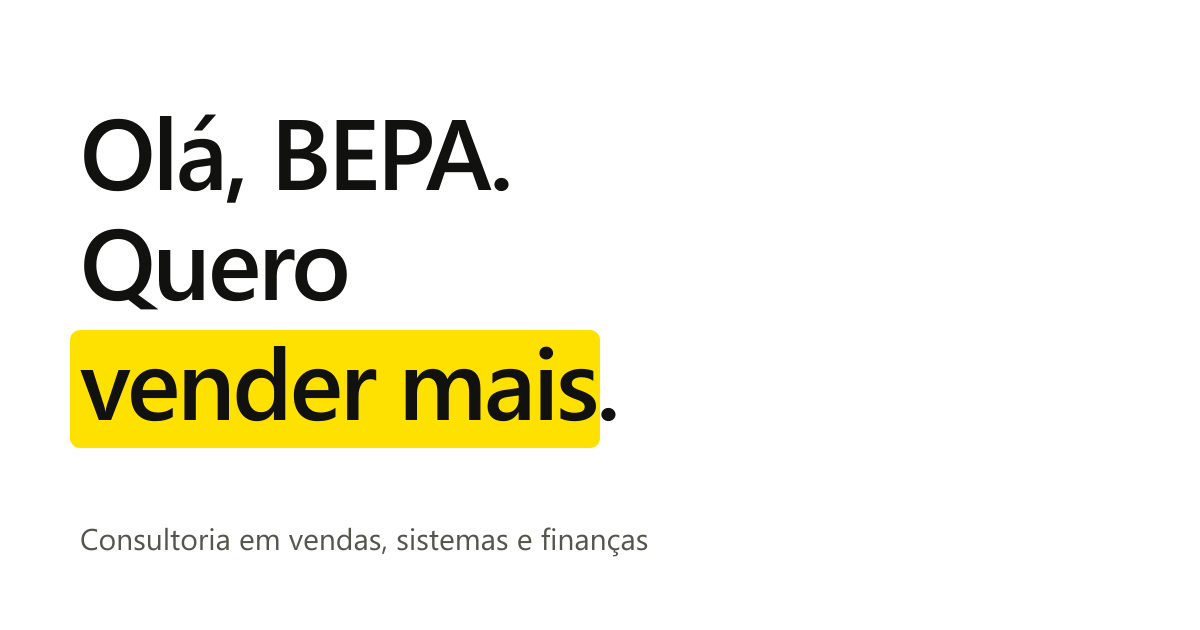 Olá, BEPA.
Quero
vender mais.
Consultoria em vendas, sistemas e finanças